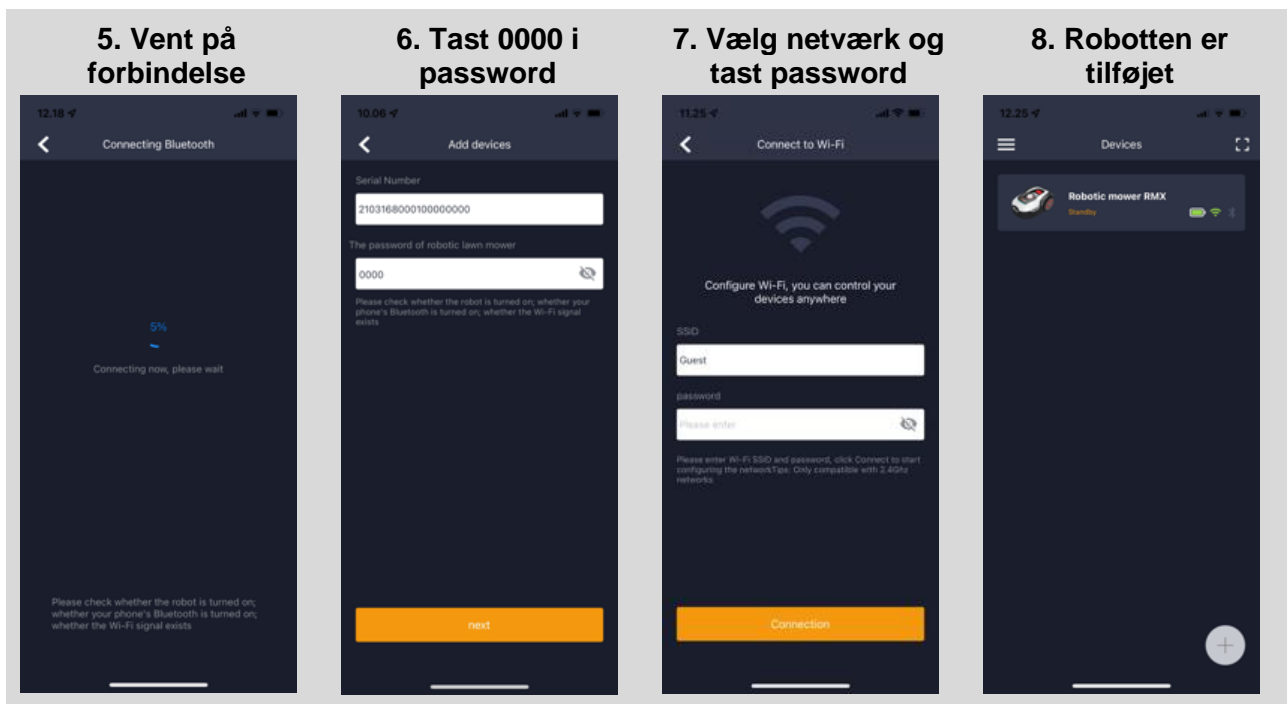 5. Vent på
forbindelse
12.18
Connecting Bluetooth
5%
Connecting now, please wait
Please check whether the robot is turned on;
whether your phone's Bluetooth is turned on;
whether the Wi-Fi signal exists
6. Tast 0000 i
password
10.06
Add devices
Serial Number
2103168000100000000
The password of robotic lawn mower
0000
Please check whether the robot is turned on; whether your
phone's Bluetooth is turned on; whether the Wi-Fi signal
exists
next
7. Vælg netværk og
tast password
11.25
Connect to Wi-Fi
Configure Wi-Fi, you can control your
devices anywhere
SSID
Guest
password
Please enter
Please enter Wi-Fi SSID and password, click Connect to start
configuring the networkTips: Only compatible with 2.4Ghz
networks
Connection
8. Robotten er
tilføjet
12.25
Devices
Robotic mower RMX
Standby